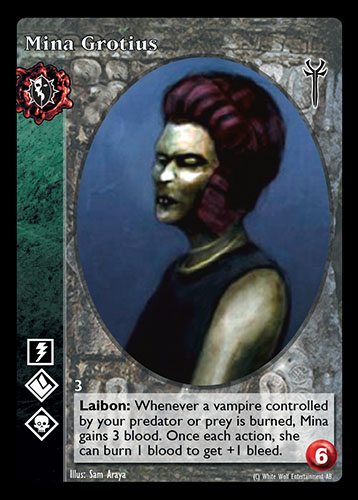 Mina Grotius
3
Laibon: Whenever a vampire controlled
by your predator or prey is burned, Mina
gains 3 blood. Once each action, she
can burn 1 blood to get +1 bleed.
6
Illus: Sam Araya
(C) White Wolf Entertainment AB